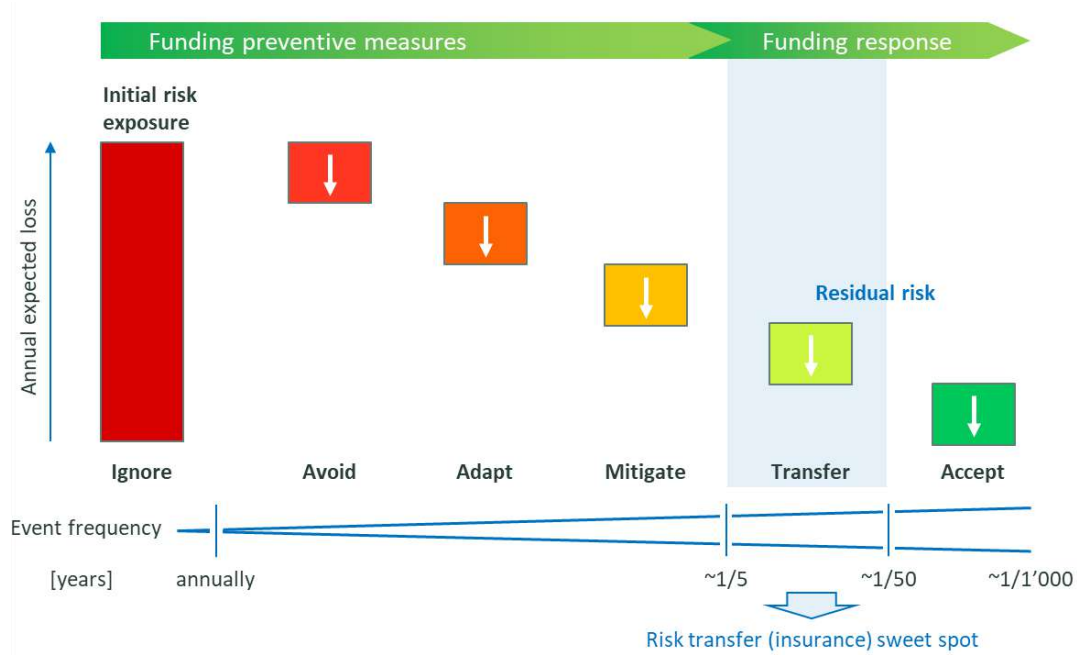 Funding preventive measures
Funding response
Initial risk
exposure
Annual expected loss
Residual risk
Ignore
Avoid
Adapt
Mitigate
Transfer
Accept
Event frequency
[years]
annually
~1/5
~1/50
~1/1'000
Risk transfer (insurance) sweet spot